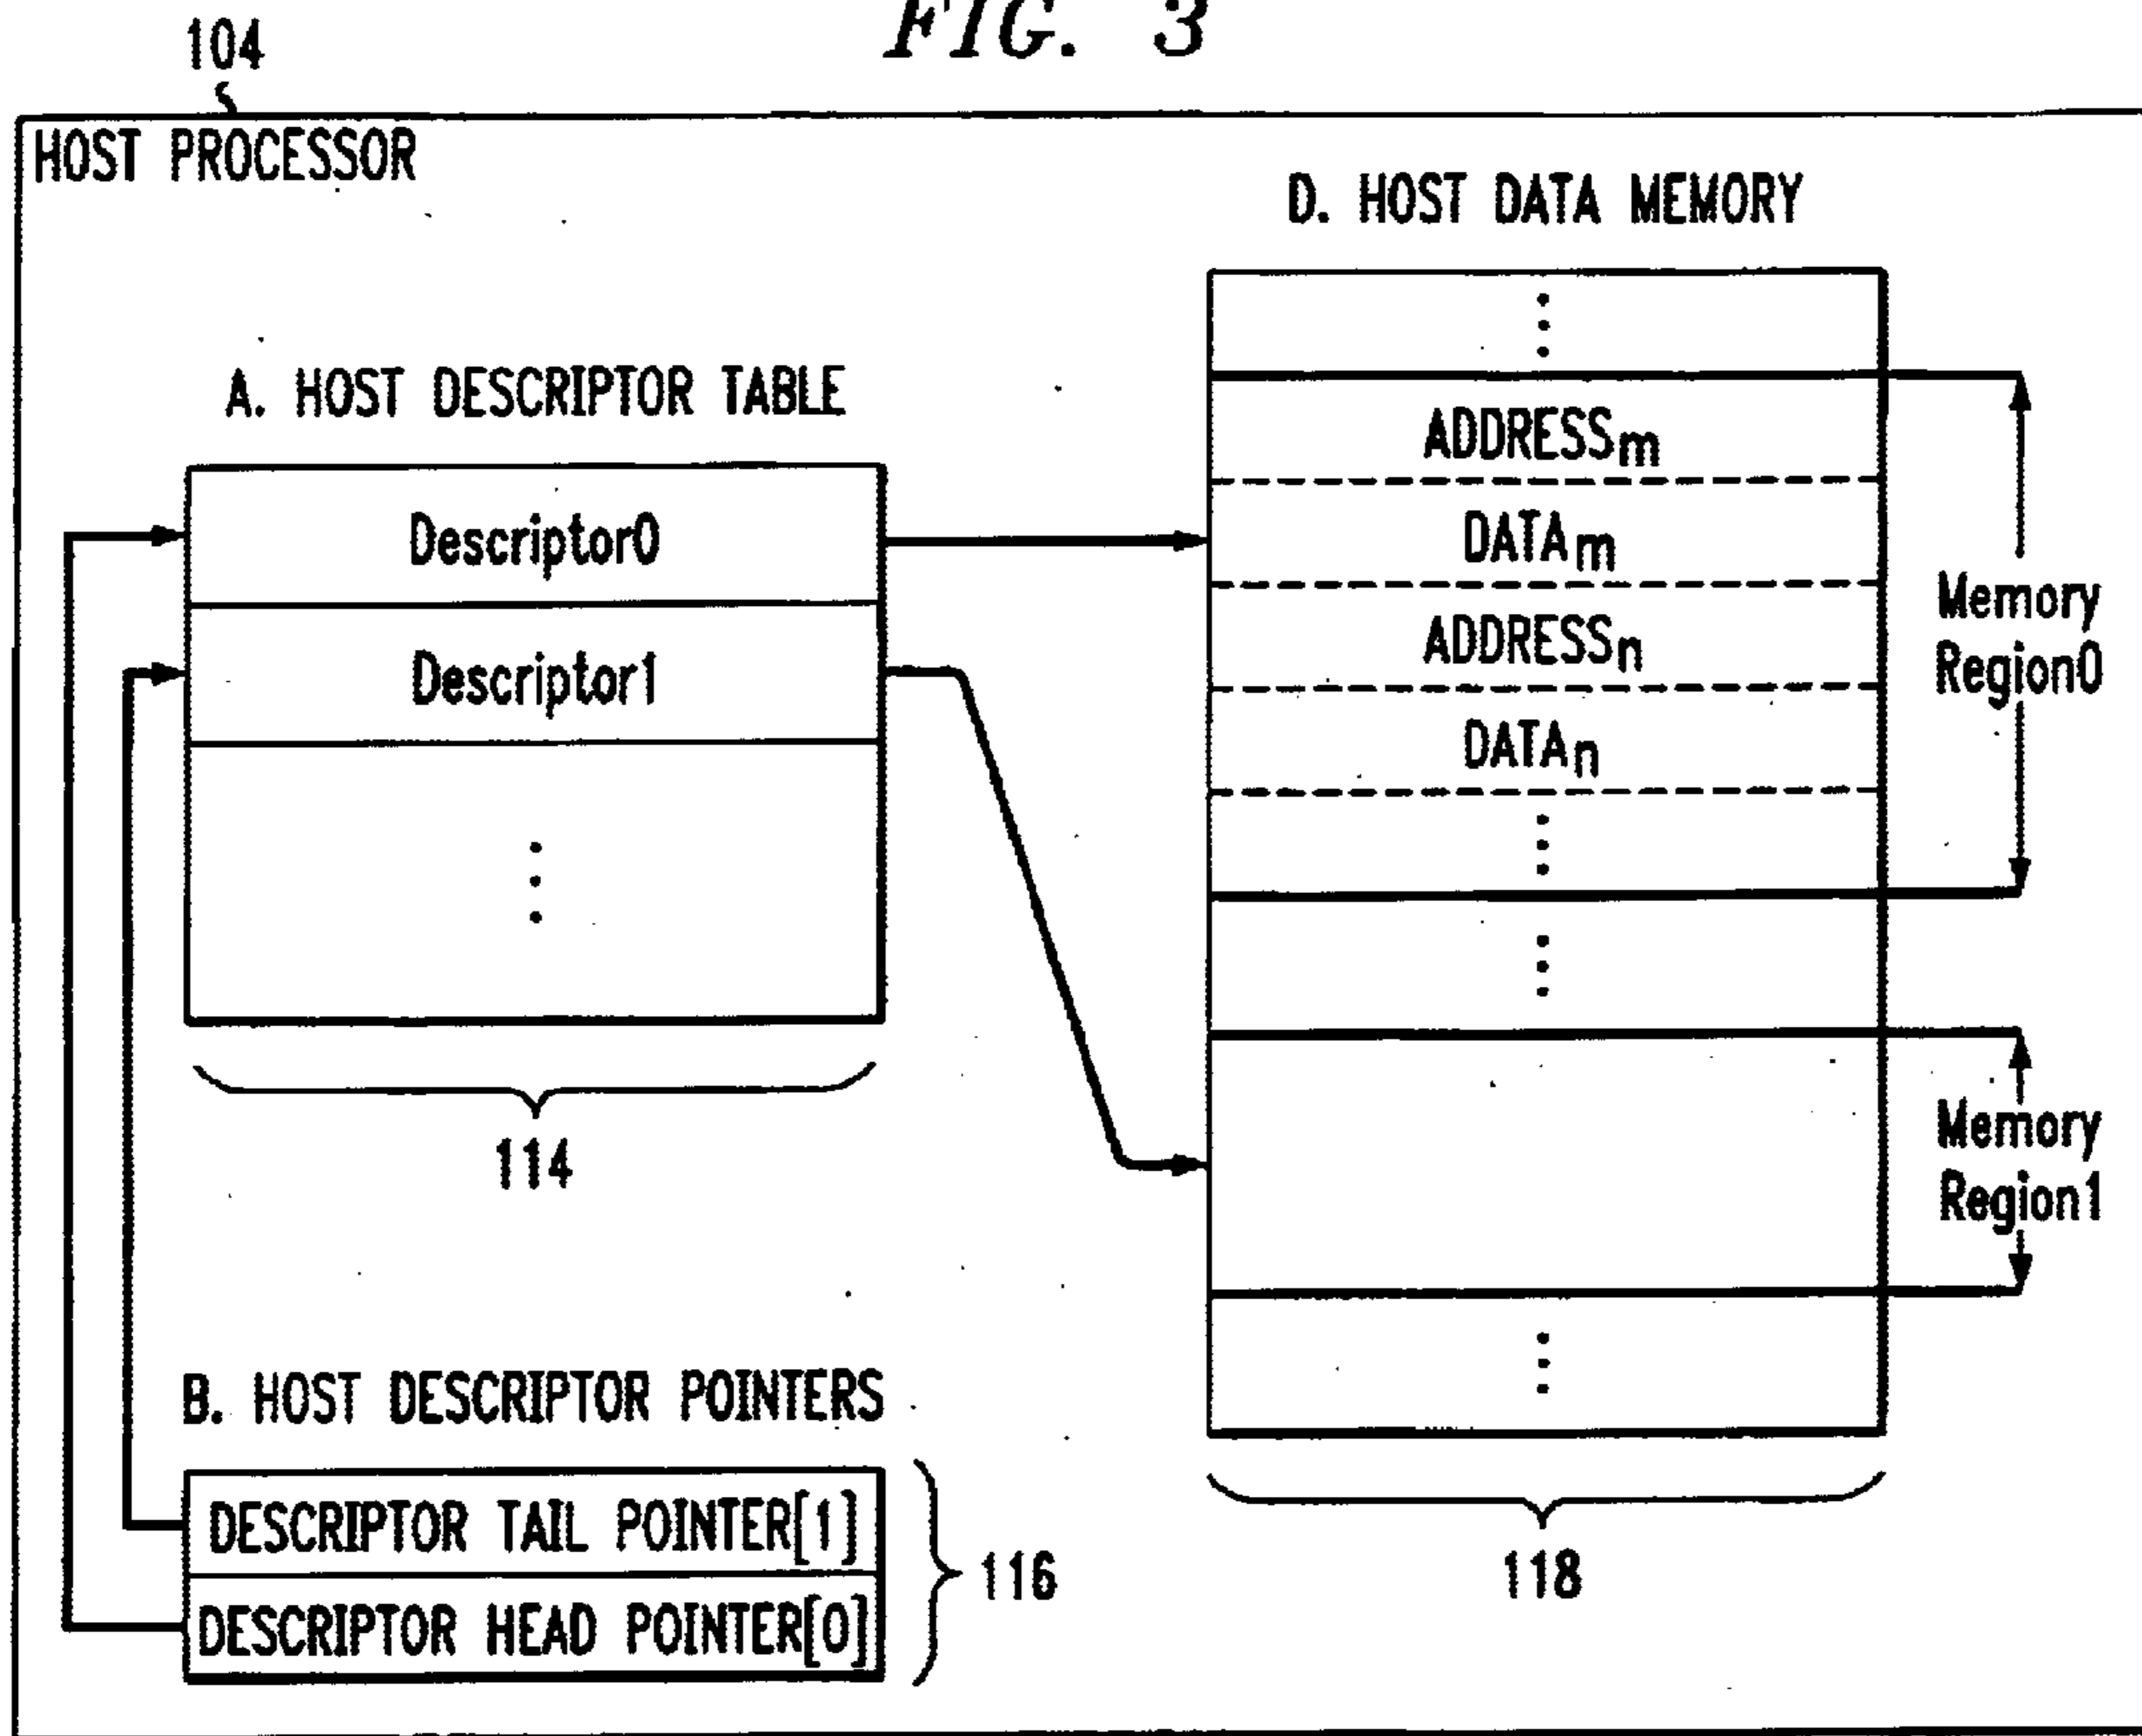 FIG. 3
104
HOST PROCESSOR
D. HOST DATA MEMORY
A. HOST DESCRIPTOR TABLE
Descriptor0
Descriptor1
114
ADDRESSm
DATAm
ADDRESSn
DATAn
Memory
Region0
Memory
Region1
B. HOST DESCRIPTOR POINTERS
DESCRIPTOR TAIL POINTER[1]
DESCRIPTOR HEAD POINTER[0]
116
118